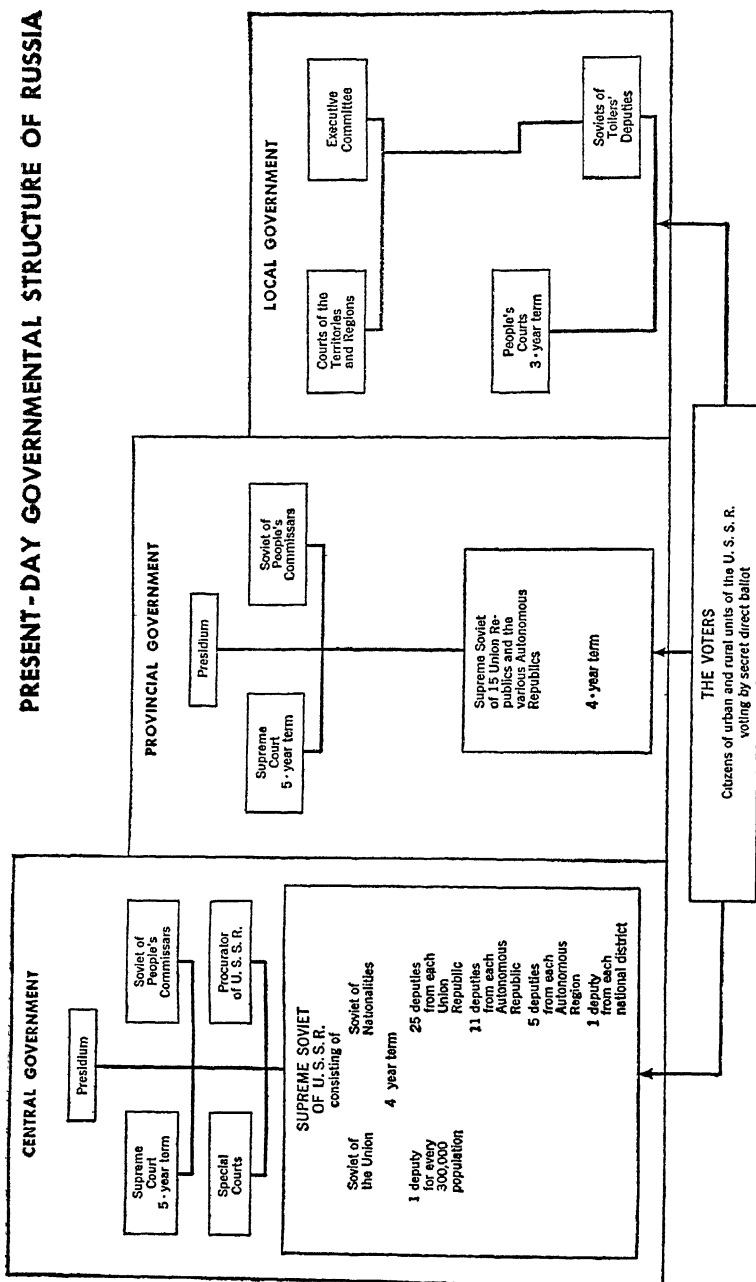 PRESENT-DAY GOVERNMENTAL STRUCTURE OF RUSSIA
CENTRAL GOVERNMENT
Presidium
Supreme
Court
5-year term
Soviet of
People's
Commissars
Special
Courts
Procurator
of U.S.S.R.
SUPREME SOVIET
OF U.S.S.R.
consisting of
Soviet of
the Union
Soviet of
Nationalities
4 year term
1 deputy
for every
300,000
population
25 deputies
from each
Union
Republic
11 deputies
from each
Autonomous
Republic
5 deputies
from each
Autonomous
Region
1 deputy
from each
national district
PROVINCIAL GOVERNMENT
Presidium
Supreme
Court
5-year term
Soviet of
People's
Commissars
Supreme Soviet
of 15 Union Re-
publics and the
various Autonomous
Republics
4-year term
LOCAL GOVERNMENT
Courts of the
Territories
and Regions
Executive
Committee
People's
Courts
3-year term
Soviets of
Toilers'
Deputies
THE VOTERS
Citizens of urban and rural units of the U.S.S.R.
voting by secret direct ballot